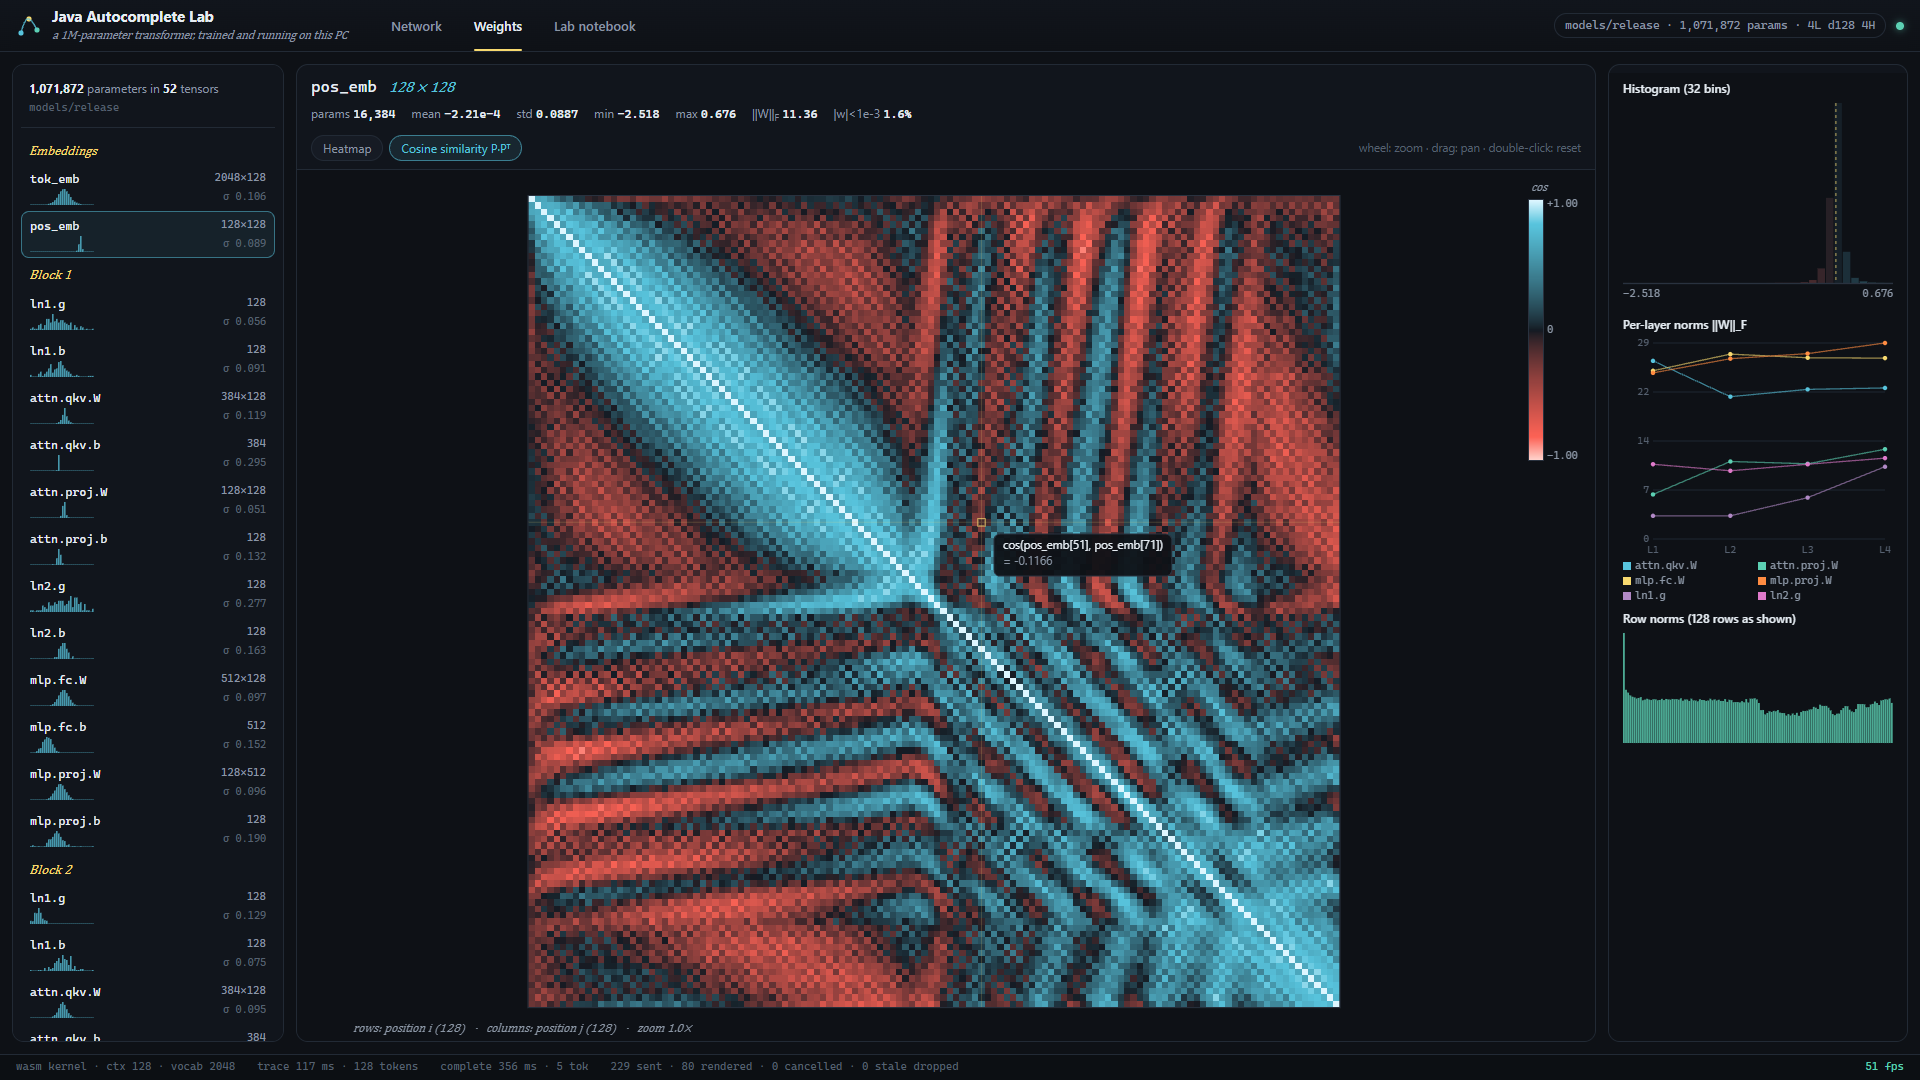 Java Autocomplete Lab
a 1M-parameter transformer, trained and running on this PC
Network
Weights
Lab notebook
models/release · 1,071,872 params · 4L d128 4H
1,071,872 parameters in 52 tensors
models/release
Embeddings
tok_emb 2048×128
σ 0.106
pos_emb 128×128
σ 0.089
Block 1
ln1.g 128
σ 0.056
ln1.b 128
σ 0.091
attn.qkv.W 384×128
σ 0.119
attn.qkv.b 384
σ 0.295
attn.proj.W 128×128
σ 0.051
attn.proj.b 128
σ 0.132
ln2.g 128
σ 0.277
ln2.b 128
σ 0.163
mlp.fc.W 512×128
σ 0.097
mlp.fc.b 512
σ 0.152
mlp.proj.W 128×512
σ 0.096
mlp.proj.b 128
σ 0.190
Block 2
ln1.g 128
σ 0.129
ln1.b 128
σ 0.075
attn.qkv.W 384×128
σ 0.095
attn.qkv.b 384
pos_emb 128 × 128
params 16,384 mean −2.21e−4 std 0.0887 min −2.518 max 0.676 ||W||F 11.36 |w|<1e-3 1.6%
Heatmap
Cosine similarity P·Pᵀ
wheel: zoom · drag: pan · double-click: reset
cos
+1.00
0
−1.00
cos(pos_emb[51], pos_emb[71])
= -0.1166
rows: position i (128) · columns: position j (128) · zoom 1.0×
Histogram (32 bins)
−2.518 0.676
Per-layer norms ||W||_F
29
22
14
7
0
L1 L2 L3 L4
attn.qkv.W attn.proj.W
mlp.fc.W mlp.proj.W
ln1.g ln2.g
Row norms (128 rows as shown)
wasm kernel · ctx 128 · vocab 2048 trace 117 ms · 128 tokens complete 356 ms · 5 tok 229 sent · 80 rendered · 0 cancelled · 0 stale dropped
51 fps